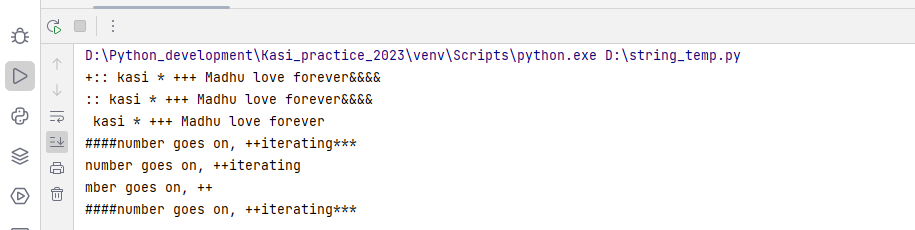 D:\Python_development\Kasi_practice_2023\venv\Scripts\python.exe D:\string_temp.py
+:: kasi * +++ Madhu love forever&&&&
:: kasi * +++ Madhu love forever&&&&
 kasi * +++ Madhu love forever
####number goes on, ++iterating***
number goes on, ++iterating
mber goes on, ++
####number goes on, ++iterating***